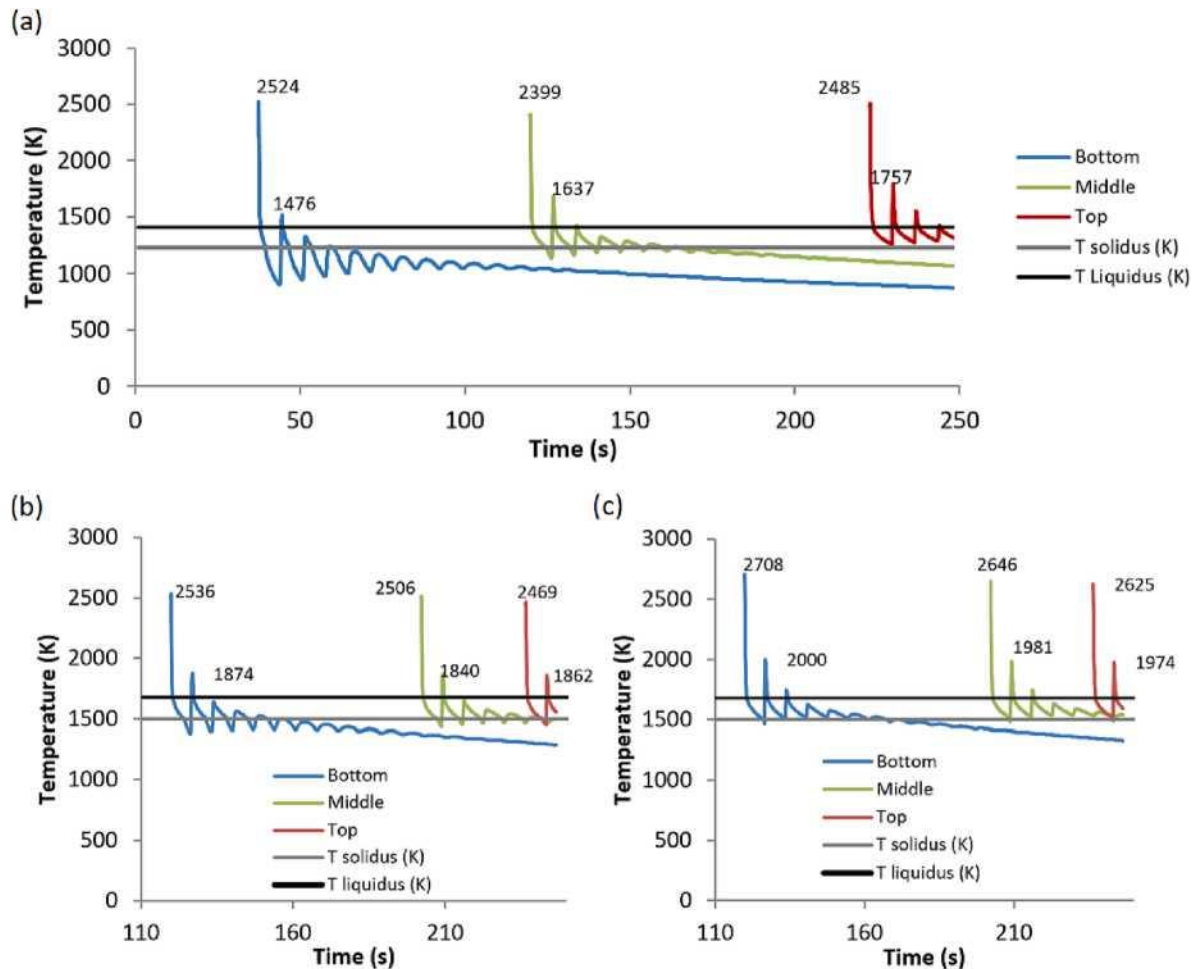 (a)
3000
2500
2000
1500
1000
500
0
Temperature (K)
2524
1476
2399
1637
2485
1757
0 50 100 150 200 250
Time (s)
Bottom
Middle
Top
T solidus (K)
T Liquidus (K)
(b)
3000
2500
2000
1500
1000
500
0
Temperature (K)
2536
1874
2506
1840
2469
1862
Bottom
Middle
Top
T solidus (K)
T liquidus (K)
110 160 210
Time (s)
(c)
3000
2500
2000
1500
1000
500
0
Temperature (K)
2708
2000
2646
1981
2625
1974
Bottom
Middle
Top
T solidus (K)
T liquidus (K)
110 160 210
Time (s)